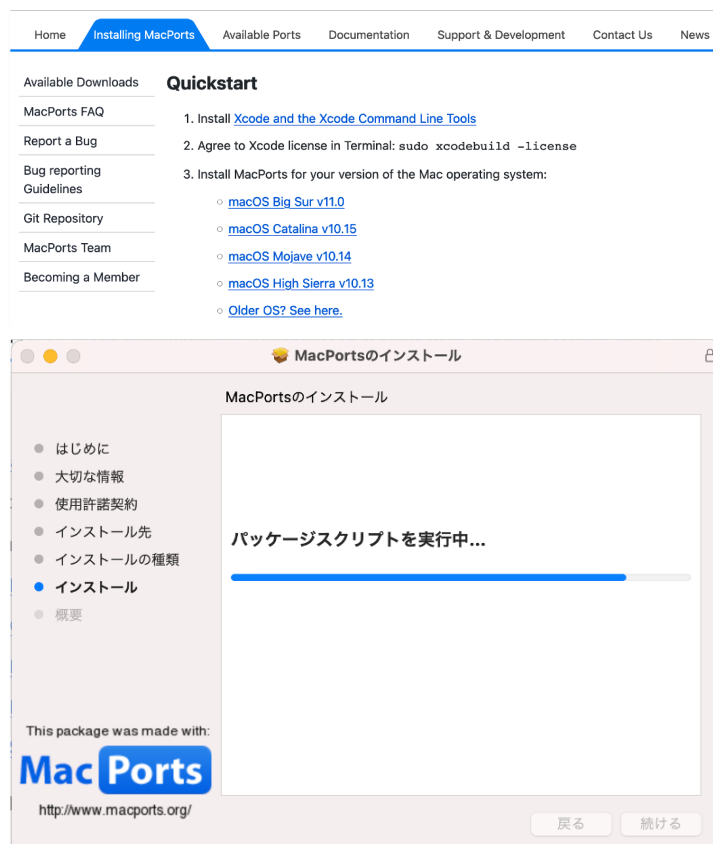 Home Installing MacPorts Available Ports Documentation Support & Development Contact Us News
Available Downloads
MacPorts FAQ
Report a Bug
Bug reporting
Guidelines
Git Repository
MacPorts Team
Becoming a Member
Quickstart
1. Install Xcode and the Xcode Command Line Tools
2. Agree to Xcode license in Terminal: sudo xcodebuild -license
3. Install MacPorts for your version of the Mac operating system:
○ macOS Big Sur v11.0
○ macOS Catalina v10.15
○ macOS Mojave v10.14
○ macOS High Sierra v10.13
○ Older OS? See here.
MacPortsのインストール
MacPortsのインストール
はじめに
大切な情報
使用許諾契約
インストール先
インストールの種類
インストール
概要
パッケージスクリプトを実行中...
This package was made with:
MacPorts
http://www.macports.org/
戻る 続ける